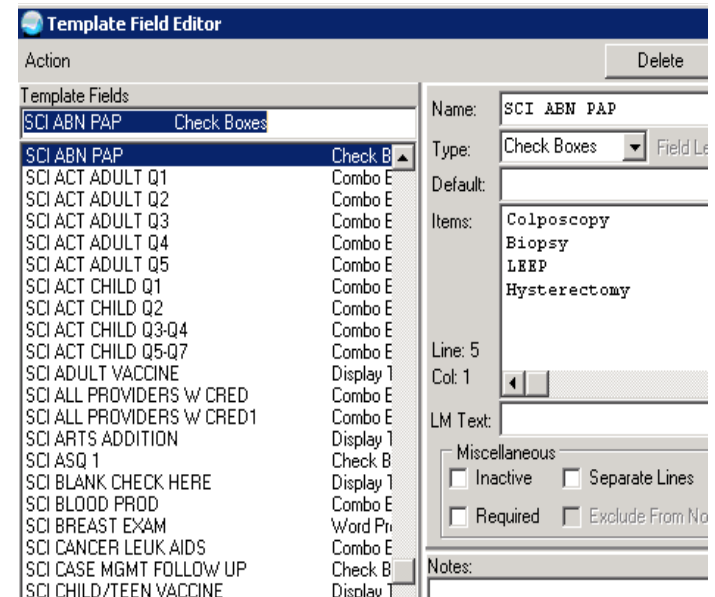 Template Field Editor
Action Delete
Template Fields
SCI ABN PAP Check Boxes
SCI ABN PAP Check B
SCI ACT ADULT Q1 Combo E
SCI ACT ADULT Q2 Combo E
SCI ACT ADULT Q3 Combo E
SCI ACT ADULT Q4 Combo E
SCI ACT ADULT Q5 Combo E
SCI ACT CHILD Q1 Combo E
SCI ACT CHILD Q2 Combo E
SCI ACT CHILD Q3-Q4 Combo E
SCI ACT CHILD Q5-Q7 Combo E
SCI ADULT VACCINE Display T
SCI ALL PROVIDERS W CRED Combo E
SCI ALL PROVIDERS W CRED1 Combo E
SCI ARTS ADDITION Display T
SCI ASQ 1 Check B
SCI BLANK CHECK HERE Display T
SCI BLOOD PROD Combo E
SCI BREAST EXAM Word Pr
SCI CANCER LEUK AIDS Combo E
SCI CASE MGMT FOLLOW UP Check B
SCI CHILD/TEEN VACCINE Display T
Name: SCI ABN PAP
Type: Check Boxes Field Le
Default:
Items: Colposcopy
Biopsy
LEEP
Hysterectomy
Line: 5
Col: 1
LM Text:
Miscellaneous
Inactive Separate Lines
Required Exclude From No
Notes: